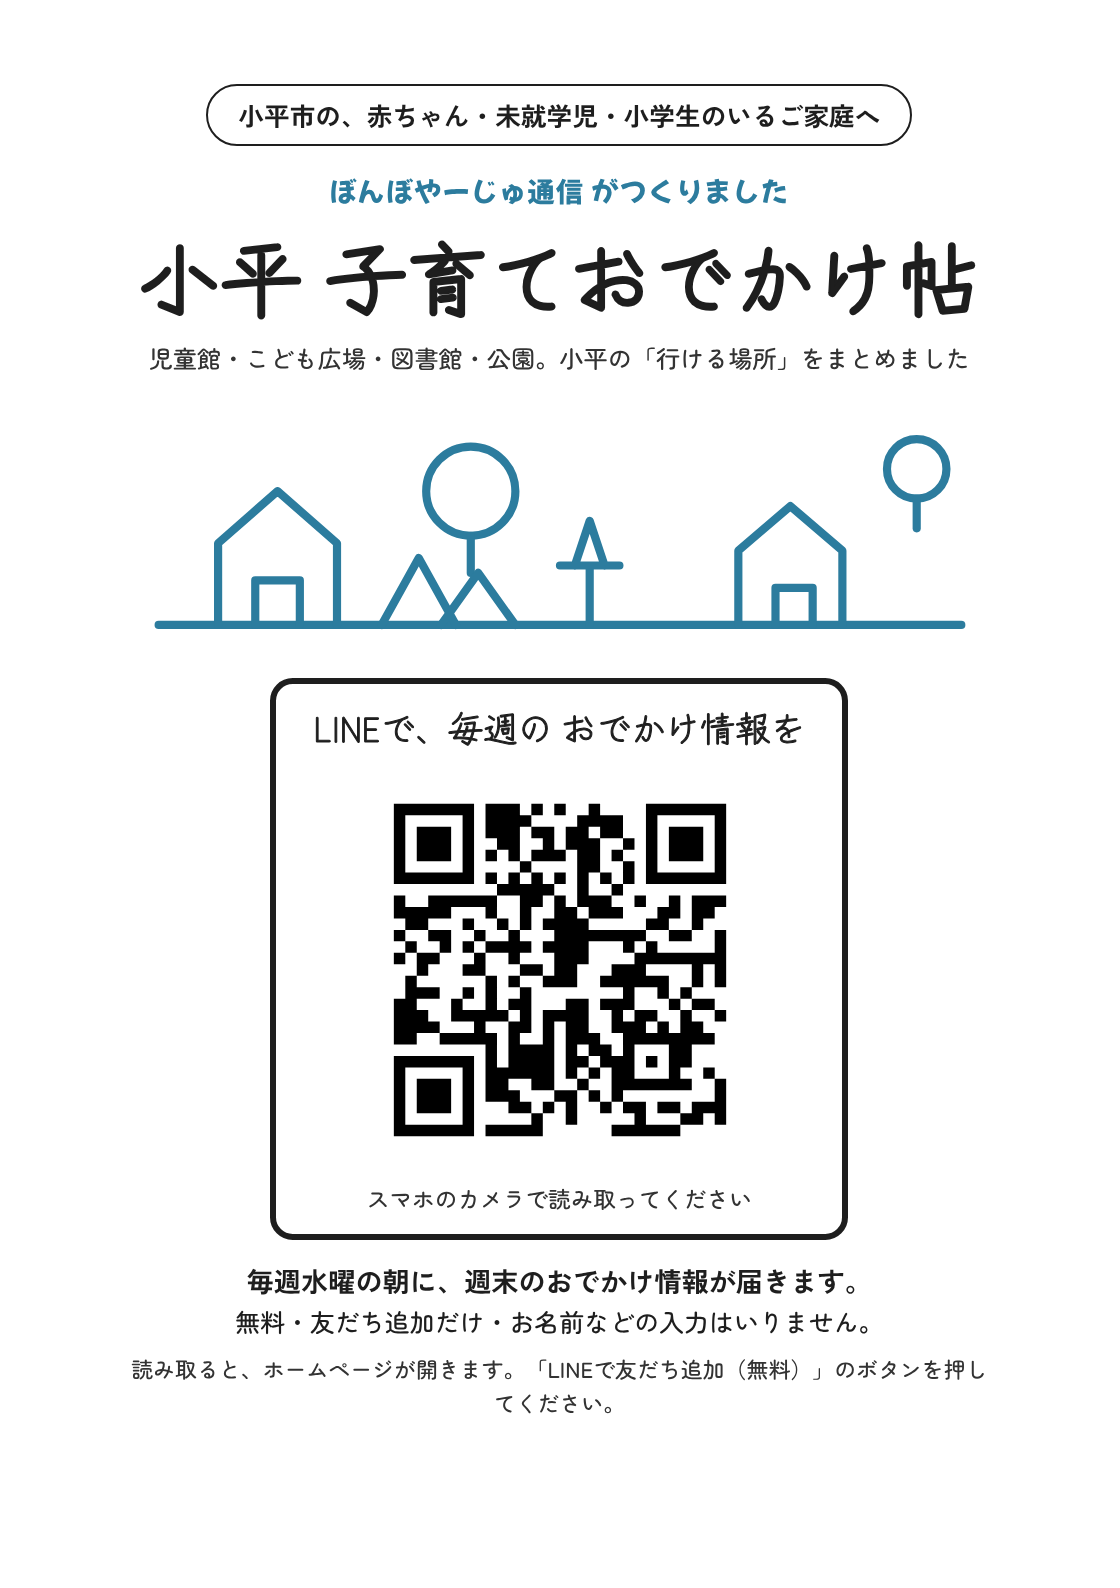 小平市の、赤ちゃん・未就学児・小学生のいるご家庭へ
ぼんぼやーじゅ通信 がつくりました
小平 子育ておでかけ帖
児童館・こども広場・図書館・公園。小平の「行ける場所」をまとめました
LINEで、毎週の おでかけ情報を
スマホのカメラで読み取ってください
毎週水曜の朝に、週末のおでかけ情報が届きます。
無料・友だち追加だけ・お名前などの入力はいりません。
読み取ると、ホームページが開きます。「LINEで友だち追加（無料）」のボタンを押し
てください。